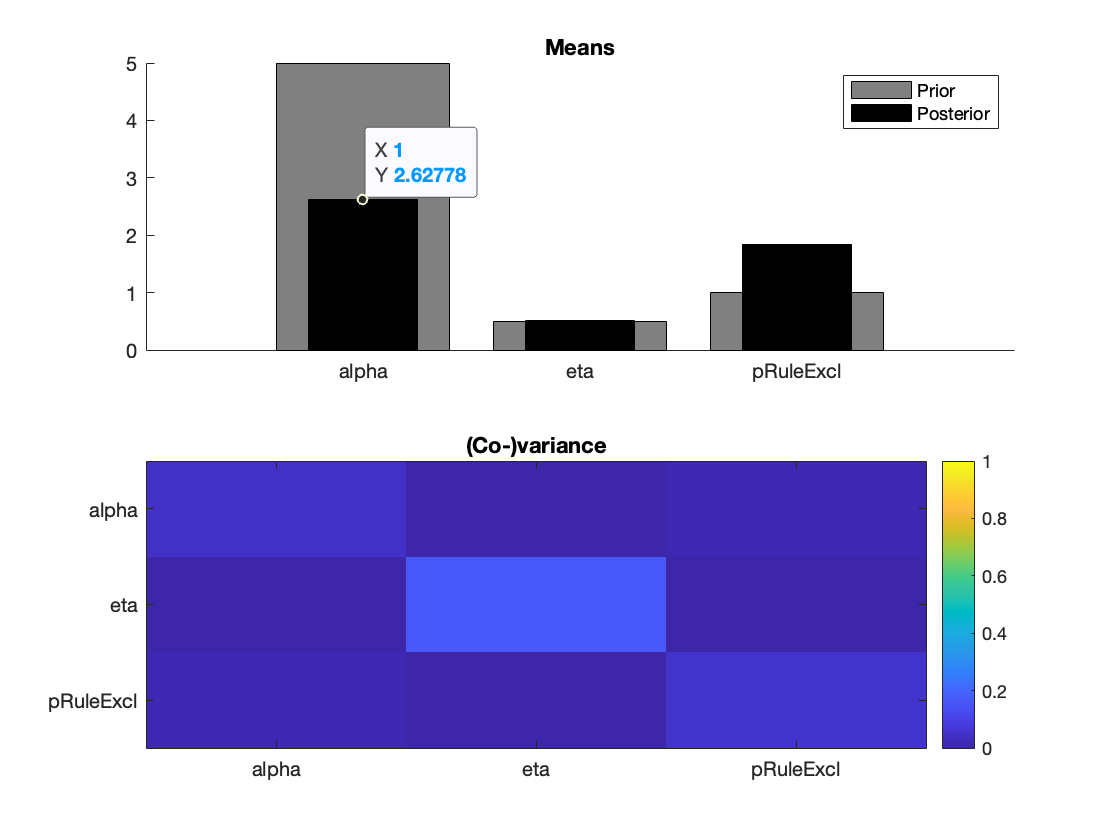 Means
5
4
3
2
1
0
X 1
Y 2.62778
Prior
Posterior
alpha eta pRuleExcl
(Co-)variance
alpha
eta
pRuleExcl
alpha eta pRuleExcl
1
0.8
0.6
0.4
0.2
0